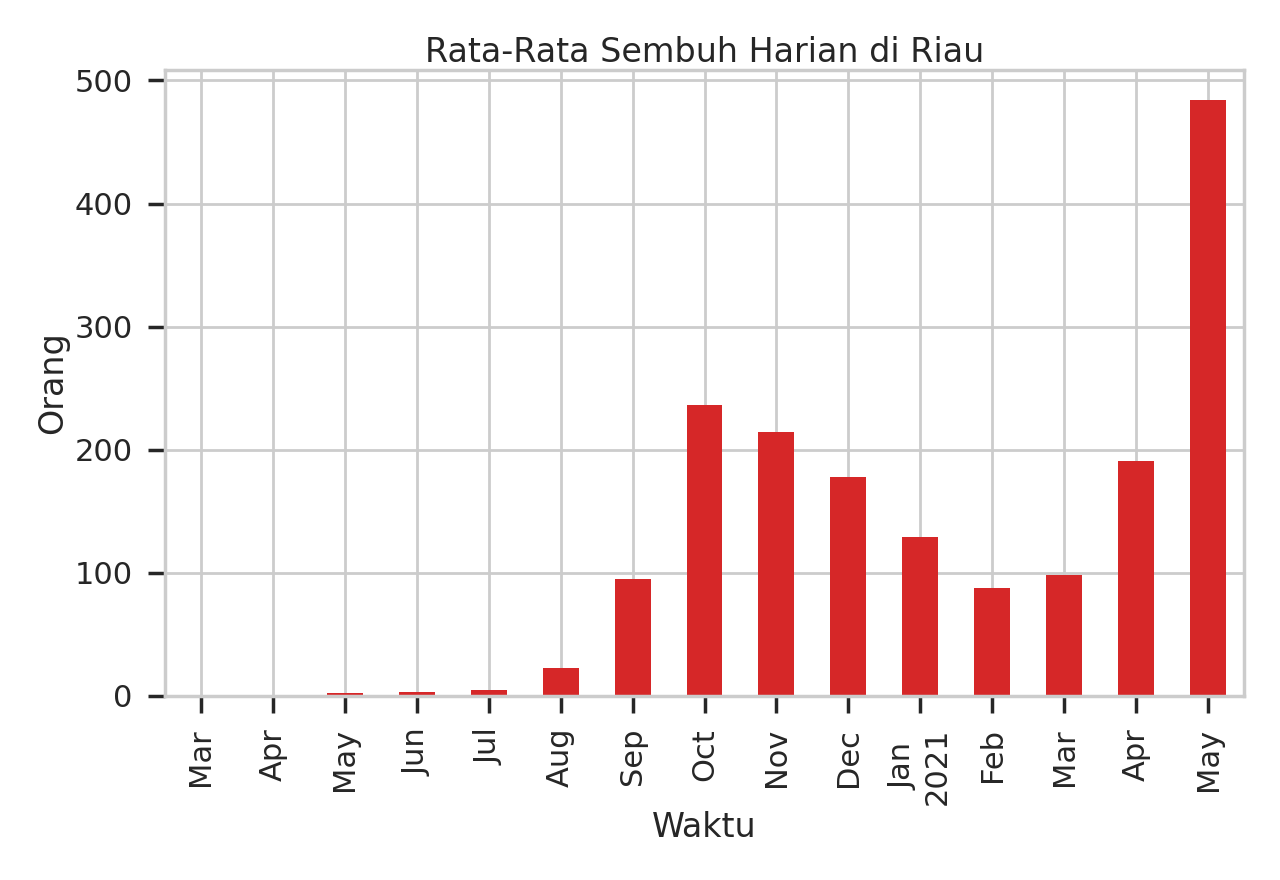 Rata-Rata Sembuh Harian di Riau
500
400
300
200
100
0
Orang
Mar
Apr
May
Jun
Jul
Aug
Sep
Oct
Nov
Dec
Jan
2021
Feb
Mar
Apr
May
Waktu